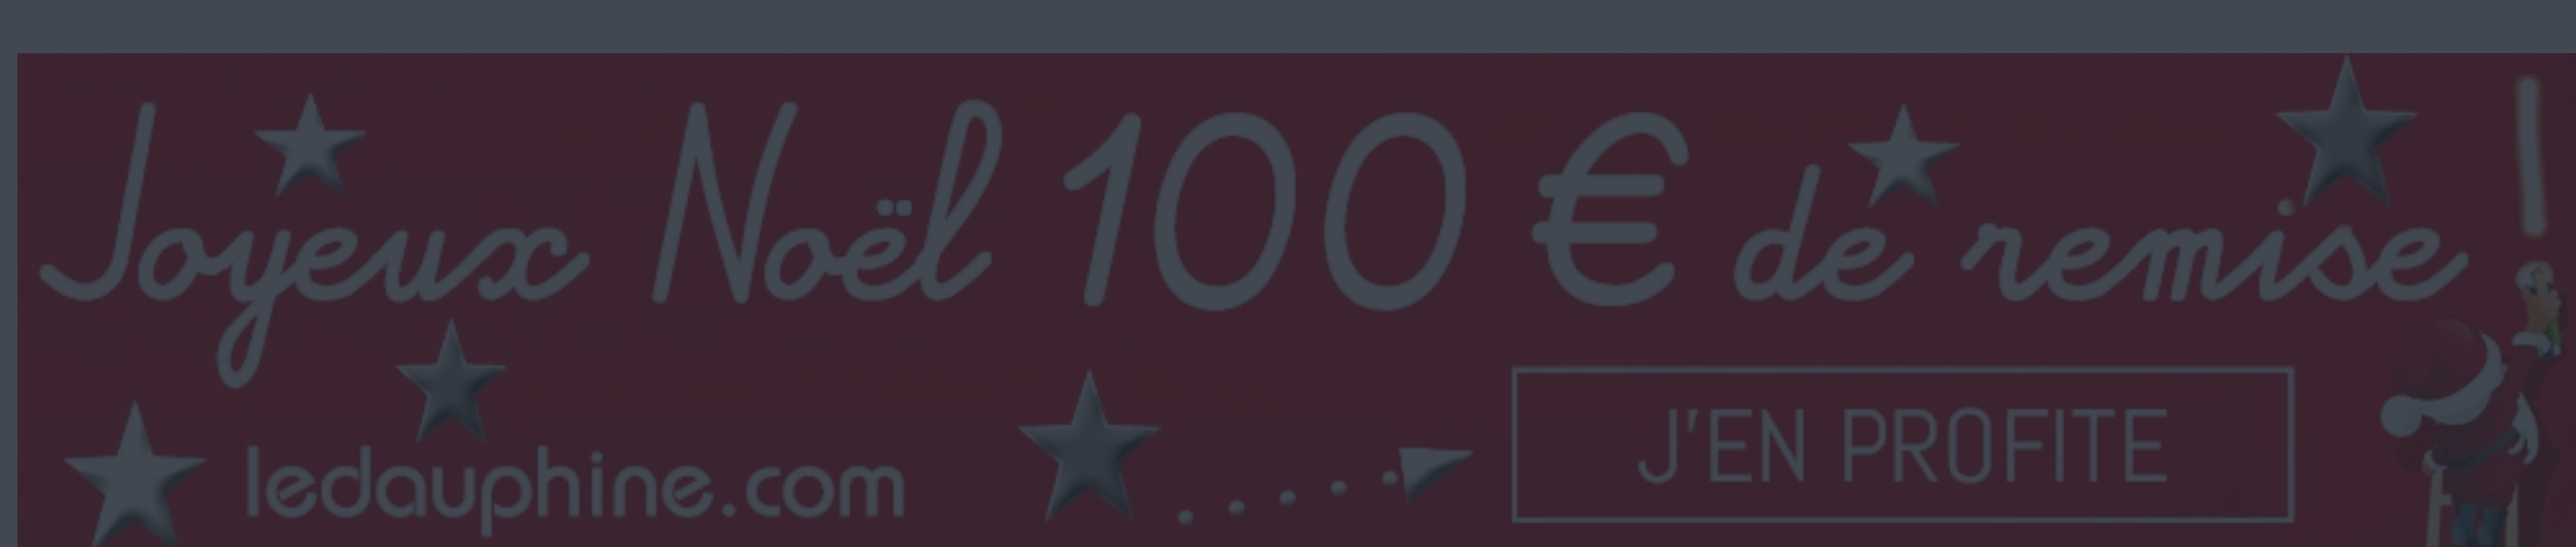 Joyeux Noël 100 € de remise !
ledauphine.com
J'EN PROFITE